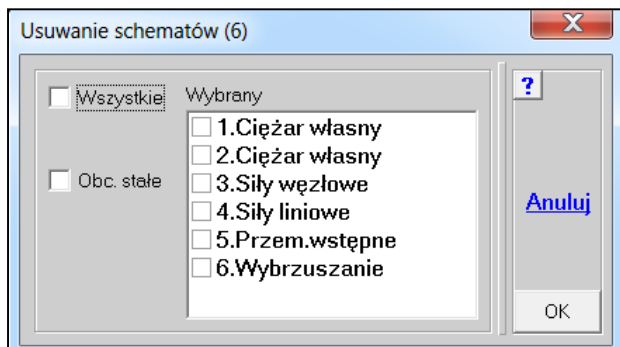 Usuwanie schematów (6)
X
Wszystkie
Wybrany
1.Ciężar własny
2.Ciężar własny
Obc. stałe
3.Siły węzłowe
4.Siły liniowe
5.Przem.wstępne
6.Wybrzuszanie
?
Anuluj
OK